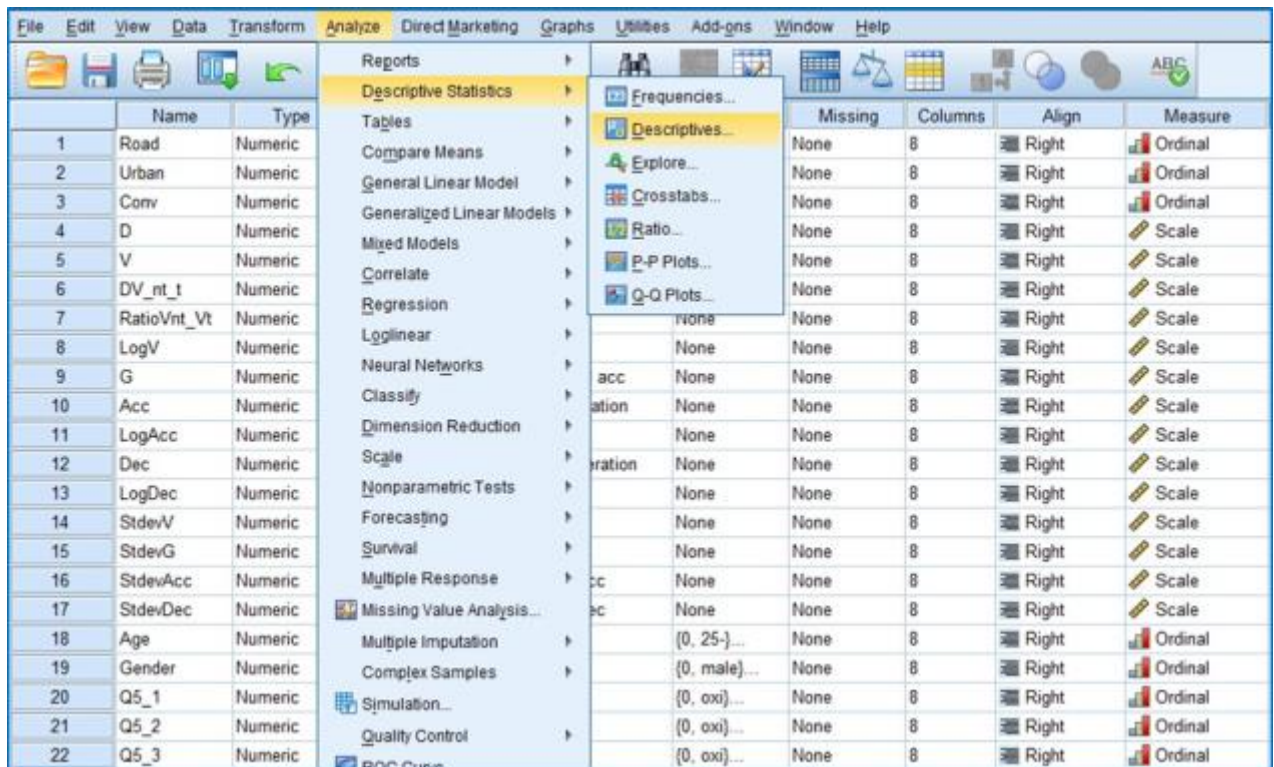 File Edit View Data Transform Analyze Direct Marketing Graphs Utilities Add-ons Window Help
Reports
Descriptive Statistics
Tables
Compare Means
General Linear Model
Generalized Linear Models
Mixed Models
Correlate
Regression
Loglinear
Neural Networks
Classify
Dimension Reduction
Scale
Nonparametric Tests
Forecasting
Survival
Multiple Response
Missing Value Analysis...
Multiple Imputation
Complex Samples
Simulation...
Quality Control
ROC Curve
Frequencies...
Descriptives...
Explore...
Crosstabs...
Ratio...
P-P Plots...
Q-Q Plots...
ABC
Name Type Missing Columns Align Measure
1 Road Numeric None 8 Right Ordinal
2 Urban Numeric None 8 Right Ordinal
3 Conv Numeric None 8 Right Ordinal
4 D Numeric None 8 Right Scale
5 V Numeric None 8 Right Scale
6 DV_nt_t Numeric None 8 Right Scale
7 RatioVnt_Vt Numeric None None 8 Right Scale
8 LogV Numeric None None 8 Right Scale
9 G Numeric acc None None 8 Right Scale
10 Acc Numeric ation None None 8 Right Scale
11 LogAcc Numeric None None 8 Right Scale
12 Dec Numeric eration None None 8 Right Scale
13 LogDec Numeric None None 8 Right Scale
14 StdevV Numeric None None 8 Right Scale
15 StdevG Numeric None None 8 Right Scale
16 StdevAcc Numeric cc None None 8 Right Scale
17 StdevDec Numeric ec None None 8 Right Scale
18 Age Numeric {0, 25-}... None 8 Right Ordinal
19 Gender Numeric {0, male}... None 8 Right Ordinal
20 Q5_1 Numeric {0, oxi}... None 8 Right Ordinal
21 Q5_2 Numeric {0, oxi}... None 8 Right Ordinal
22 Q5_3 Numeric {0, oxi}... None 8 Right Ordinal